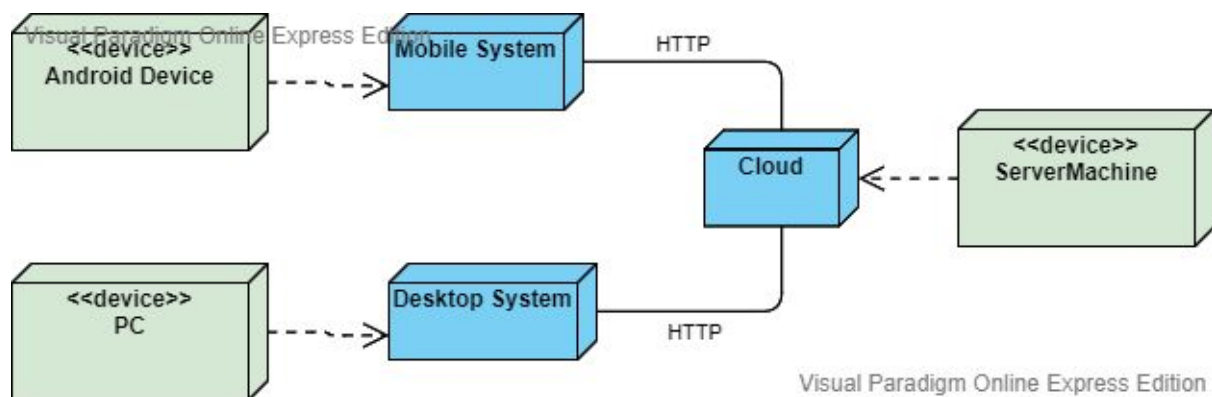 Visual Paradigm Online Express Edition
<<device>>
Android Device
Mobile System
HTTP
Cloud
<<device>>
ServerMachine
<<device>>
PC
Desktop System
HTTP
Visual Paradigm Online Express Edition